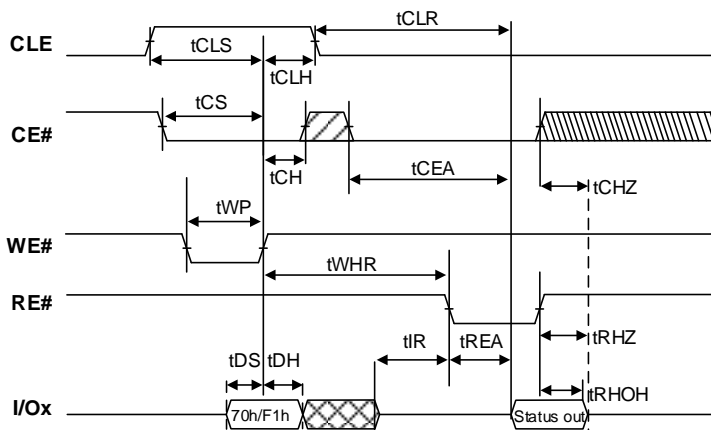 tCLR
CLE
tCLS
tCLH
tCS
CE#
tCH
tCEA
tCHZ
tWP
WE#
tWHR
RE#
tIR
tREA
tRHZ
tDS
tDH
tRHOH
I/Ox
70h/F1h
Status out